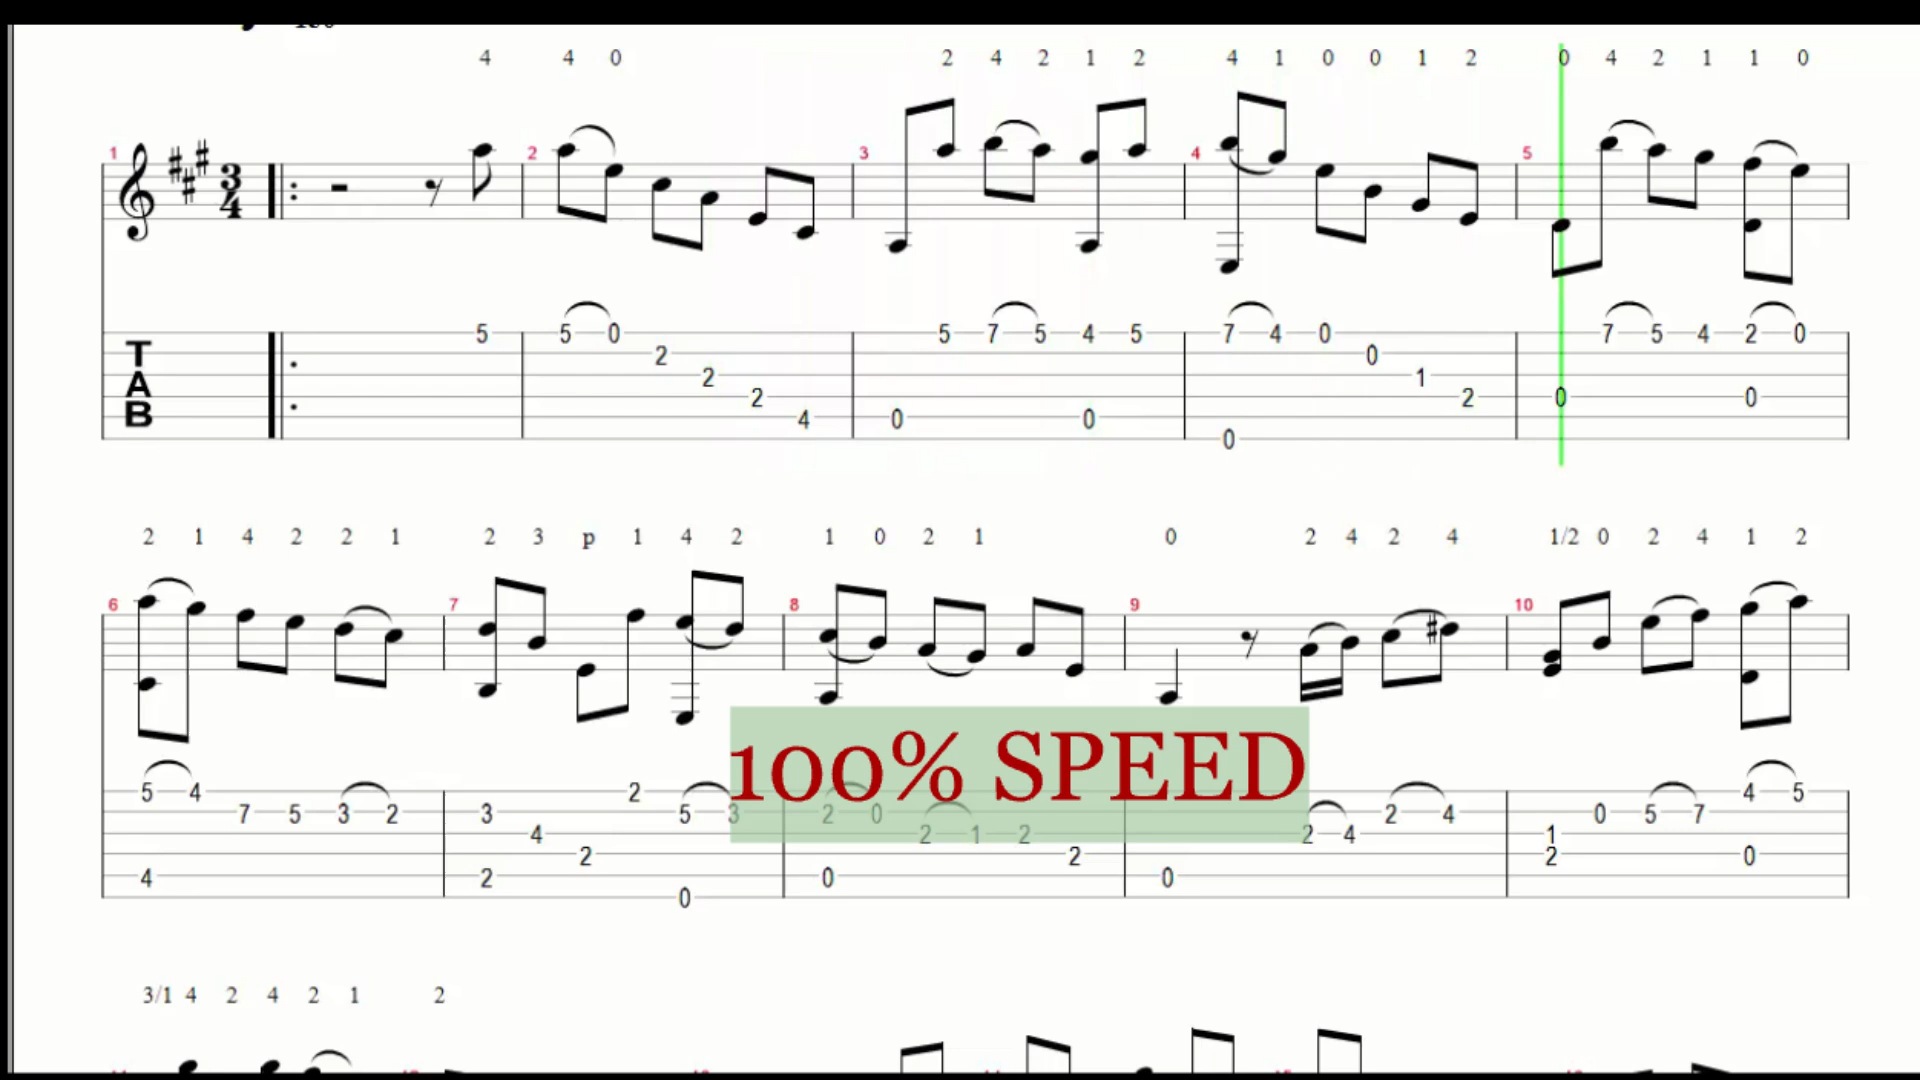 4 4 0 2 4 2 1 2 4 1 0 0 1 2 0 4 2 1 1 0
1 3 4 2 3 4 5
T A B
5 5 0 5 7 5 4 5 7 4 0 7 5 4 2 0
2 0
2 1
2 2 0 0
4 0 0
0
2 1 4 2 2 1 2 3 p 1 4 2 1 0 2 1 0 2 4 2 4 1/2 0 2 4 1 2
6 7 8 9 10
100% SPEED
5 4 2 4 5
7 5 3 2 3 5 3 2 0 2 4 0 5 7
4 2 1 2 2 4 1
2 2 2 0
4 2 0 0
0
3/1 4 2 4 2 1 2